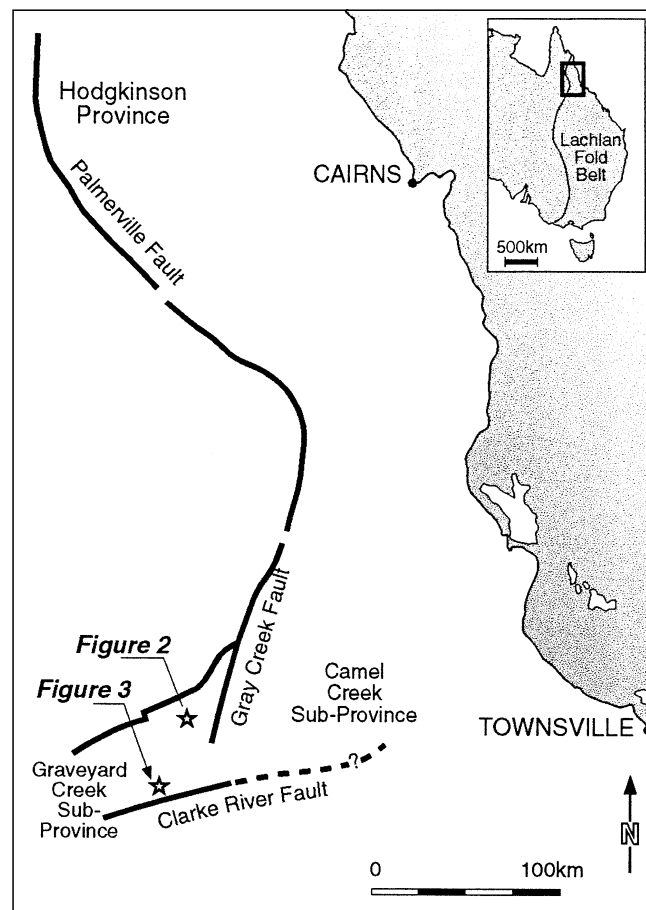 Hodgkinson
Province
Palmerville Fault
CAIRNS
Lachlan
Fold
Belt
500km
Gray Creek Fault
Figure 2
Figure 3
Camel
Creek
Sub-Province
TOWNSVILLE
Graveyard
Creek
Sub-
Province
?
Clarke River Fault
N
0 100km